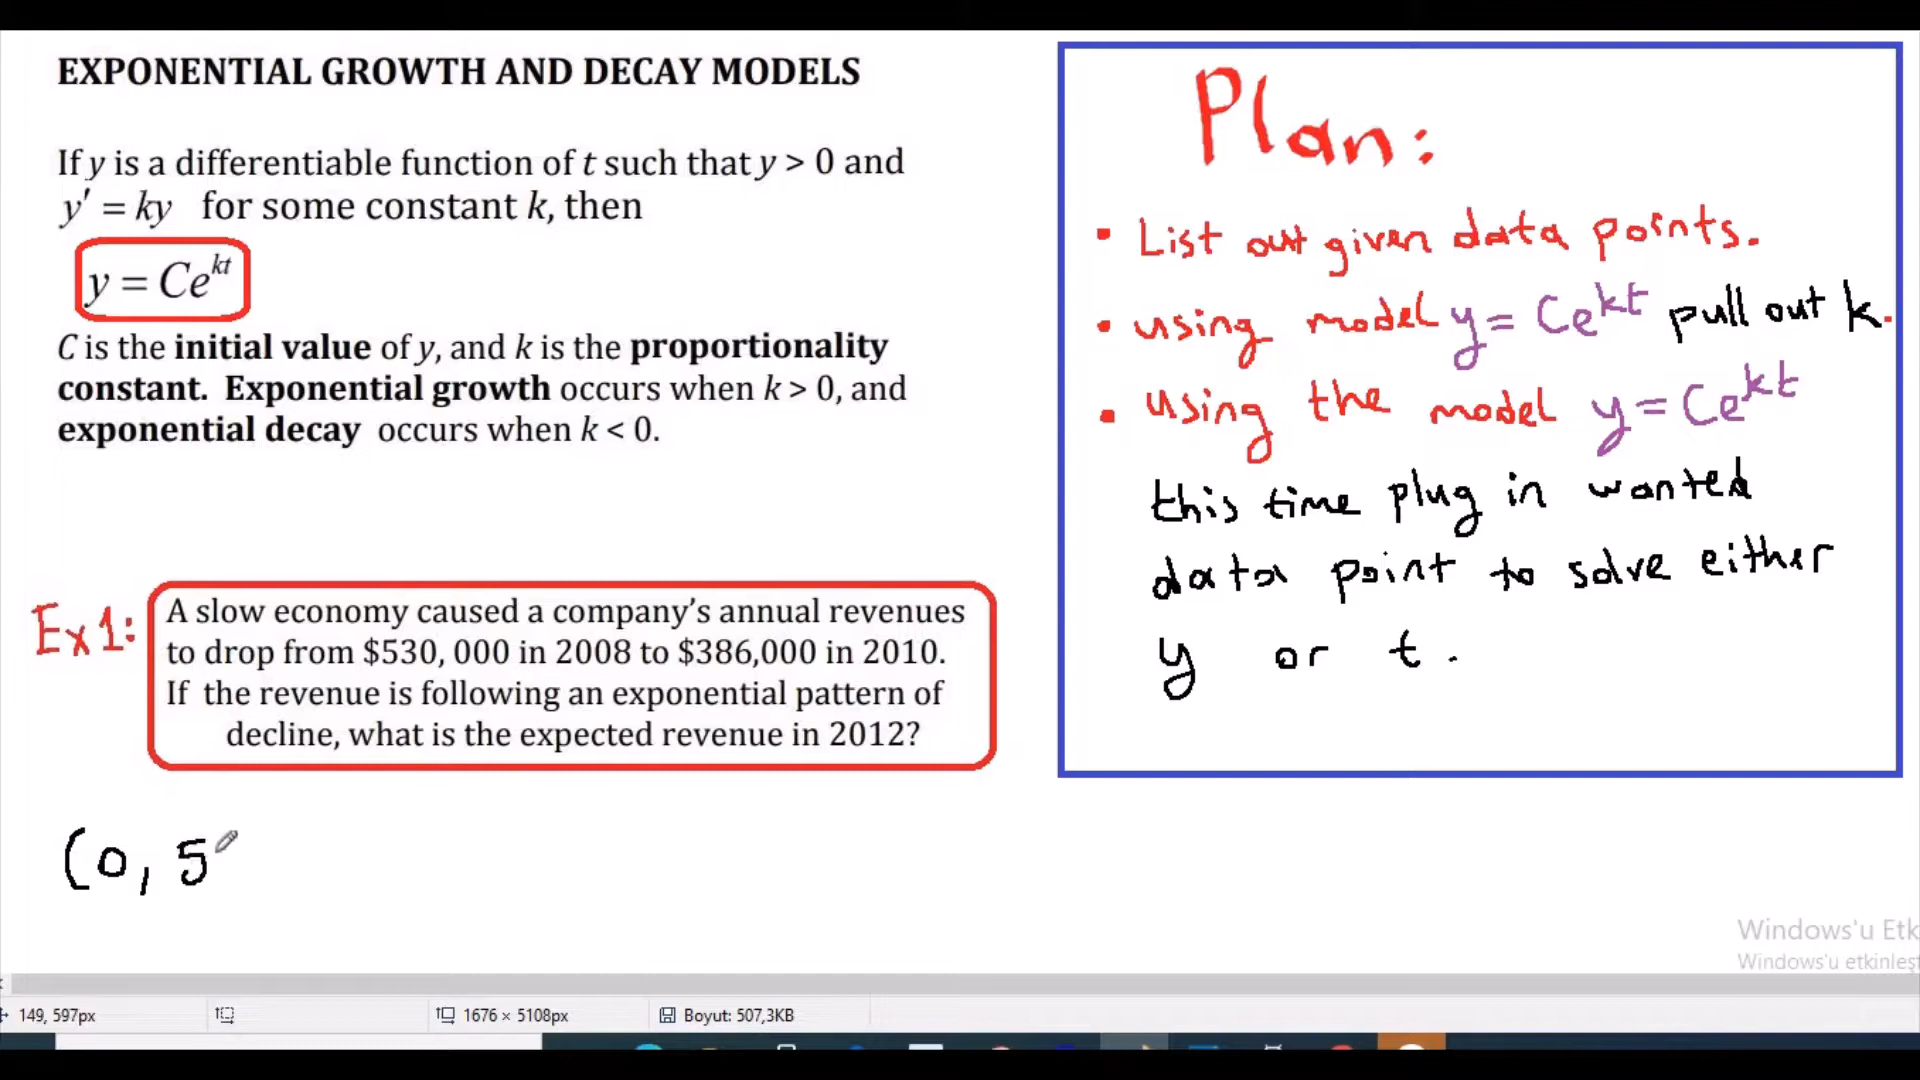 EXPONENTIAL GROWTH AND DECAY MODELS
If y is a differentiable function of t such that y > 0 and
y' = ky for some constant k, then
y = Ce^{kt}
C is the initial value of y, and k is the proportionality
constant. Exponential growth occurs when k > 0, and
exponential decay occurs when k < 0.
Ex1:
A slow economy caused a company's annual revenues
to drop from $530, 000 in 2008 to $386,000 in 2010.
If the revenue is following an exponential pattern of
decline, what is the expected revenue in 2012?
(0, 5
Plan:
• List out given data points.
• using model y = Ce^{kt} pull out k.
• using the model y = Ce^{kt}
this time plug in wanted
data point to solve either
y or t.
Windows'u Etk
Windows'u etkinleşt
149, 597px
1676 × 5108px
Boyut: 507,3KB